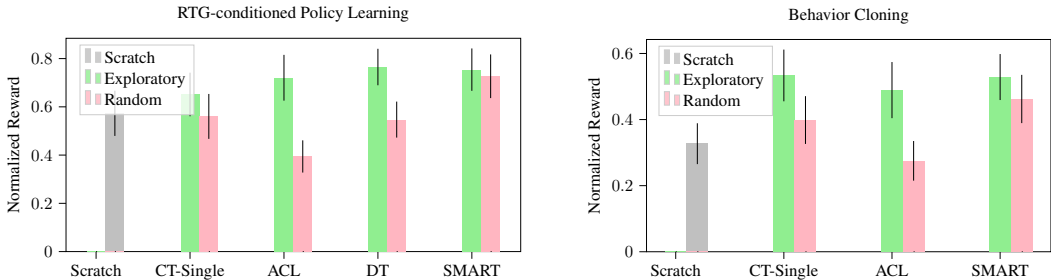 RTG-conditioned Policy Learning
Normalized Reward
0.8
0.6
0.4
0.2
0
Scratch
Exploratory
Random
Scratch CT-Single ACL DT SMART
Behavior Cloning
Normalized Reward
0.6
0.4
0.2
0
Scratch
Exploratory
Random
Scratch CT-Single ACL SMART